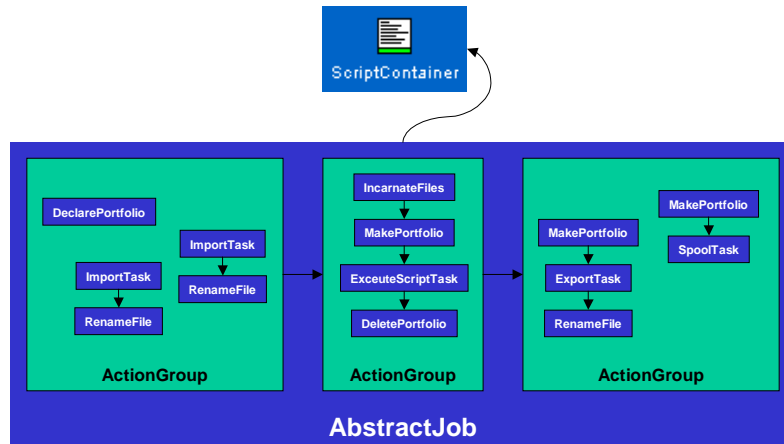 ScriptContainer
DeclarePortfolio
ImportTask
RenameFile
ImportTask
RenameFile
ActionGroup
IncarnateFiles
MakePortfolio
ExceuteScriptTask
DeletePortfolio
ActionGroup
MakePortfolio
ExportTask
RenameFile
MakePortfolio
SpoolTask
ActionGroup
AbstractJob